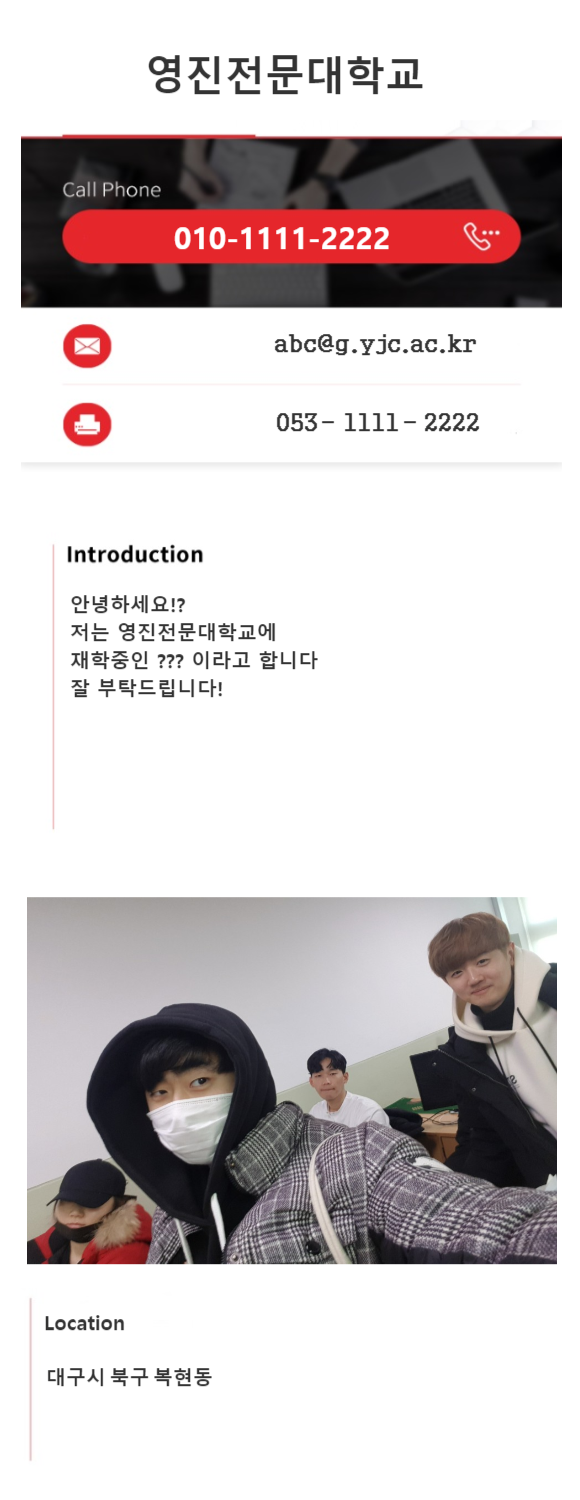 영진전문대학교
Call Phone
010-1111-2222
abc@g.yjc.ac.kr
053- 1111- 2222
Introduction
안녕하세요!?
저는 영진전문대학교에
재학중인 ??? 이라고 합니다
잘 부탁드립니다!
Location
대구시 북구 복현동